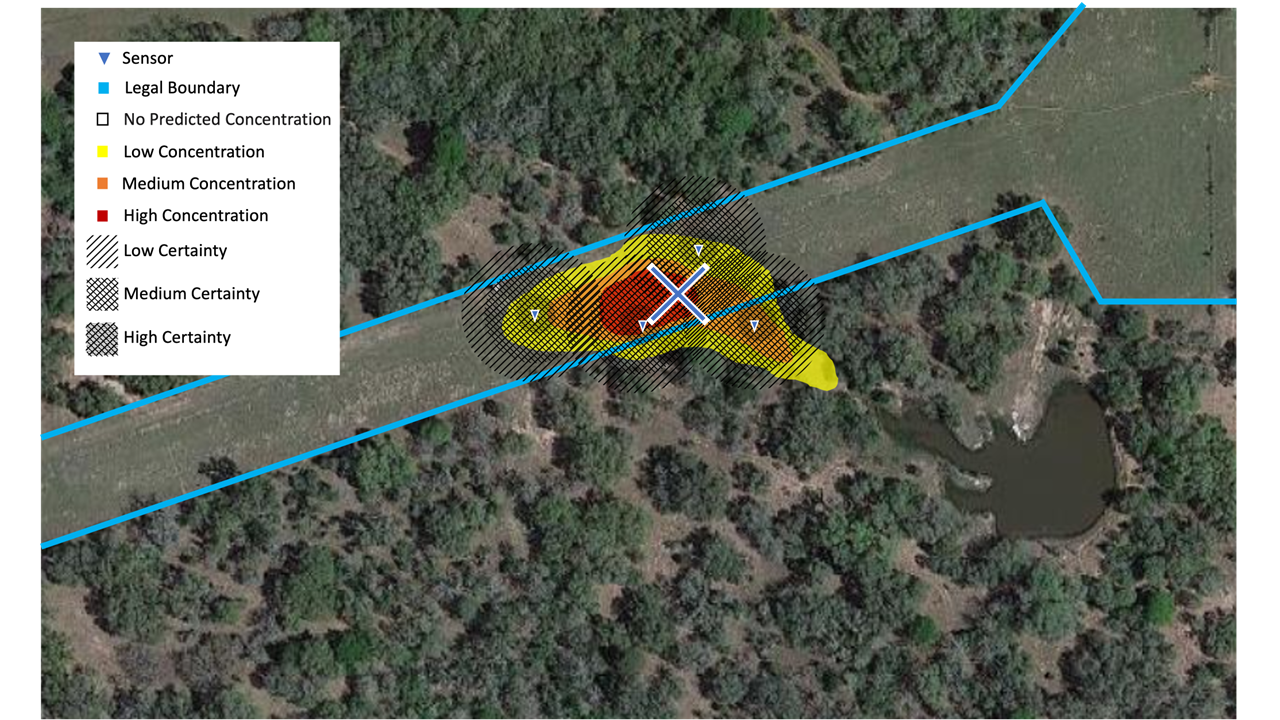 Sensor
Legal Boundary
No Predicted Concentration
Low Concentration
Medium Concentration
High Concentration
Low Certainty
Medium Certainty
High Certainty